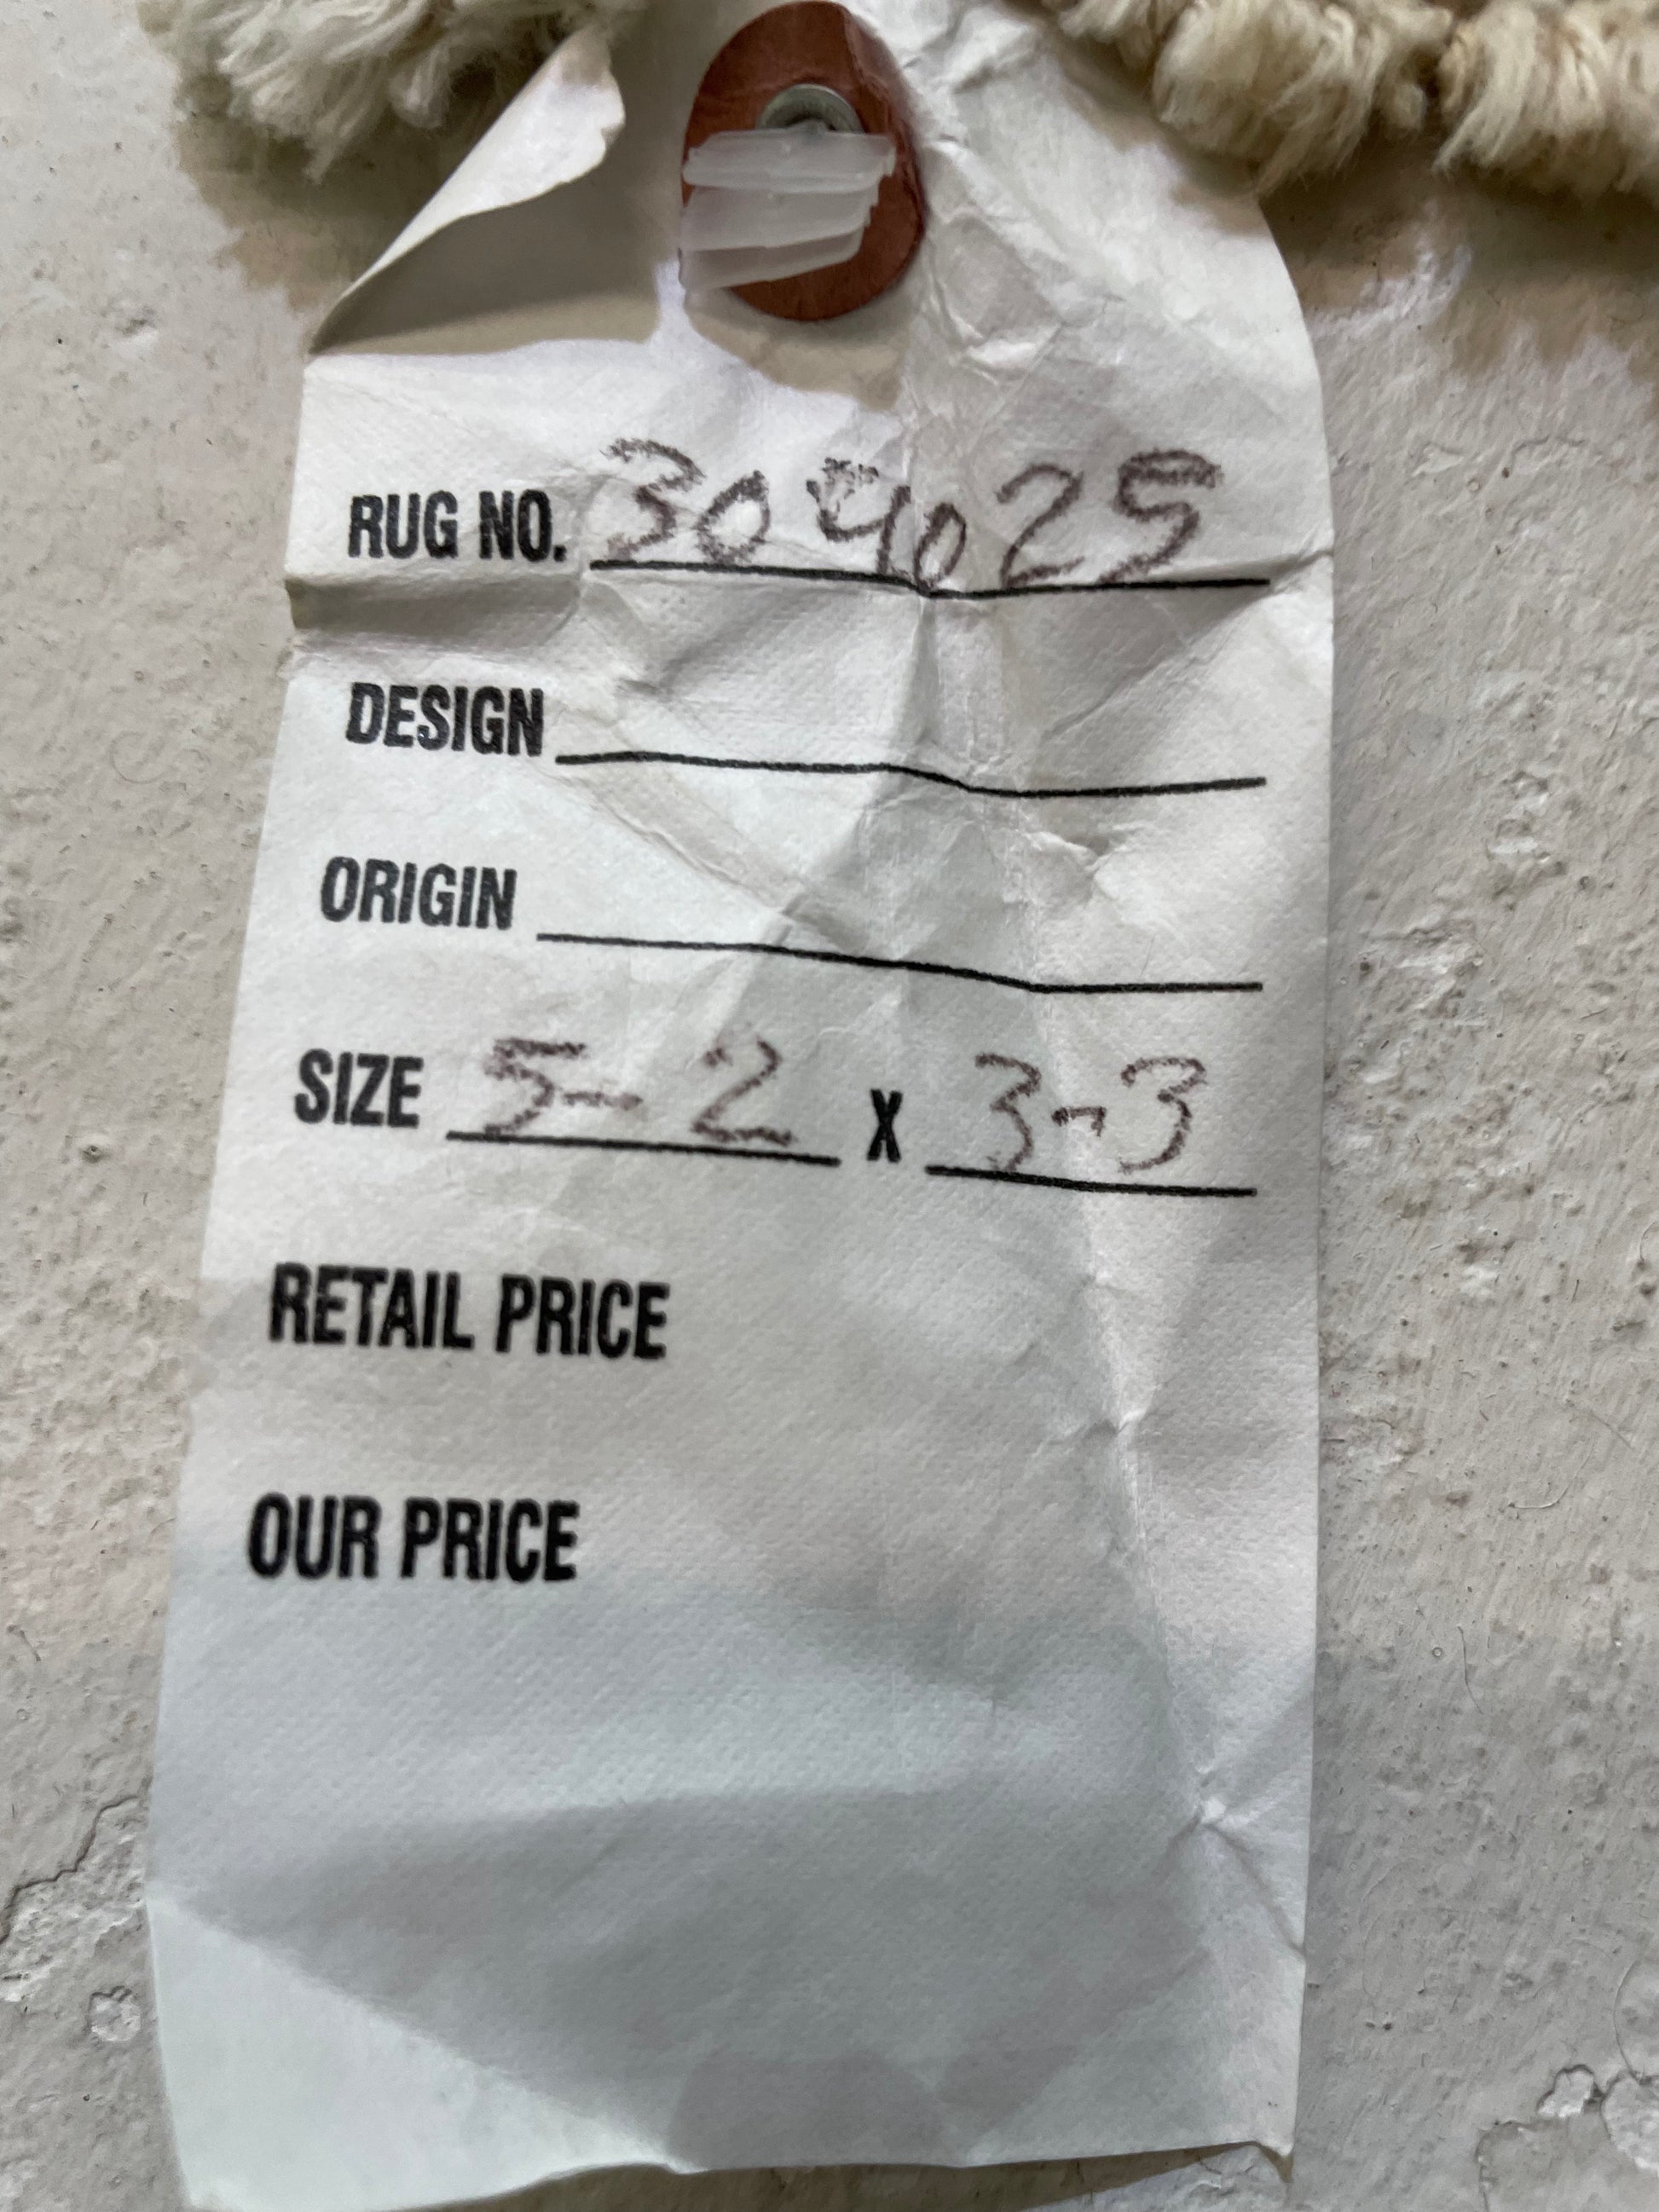 RUG NO. 304025
DESIGN
ORIGIN
SIZE 5-2 X 3-3
RETAIL PRICE
OUR PRICE